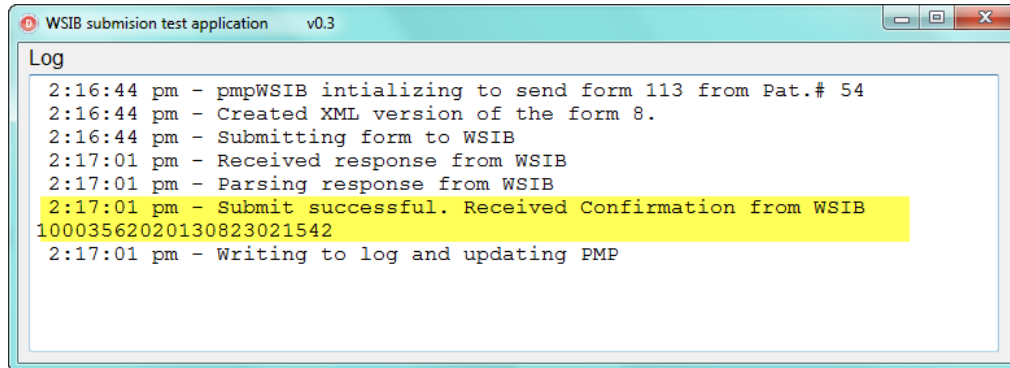 WSIB submision test application v0.3
Log
2:16:44 pm - pmpWSIB intializing to send form 113 from Pat.# 54
2:16:44 pm - Created XML version of the form 8.
2:16:44 pm - Submitting form to WSIB
2:17:01 pm - Received response from WSIB
2:17:01 pm - Parsing response from WSIB
2:17:01 pm - Submit successful. Received Confirmation from WSIB
10003562020130823021542
2:17:01 pm - Writing to log and updating PMP